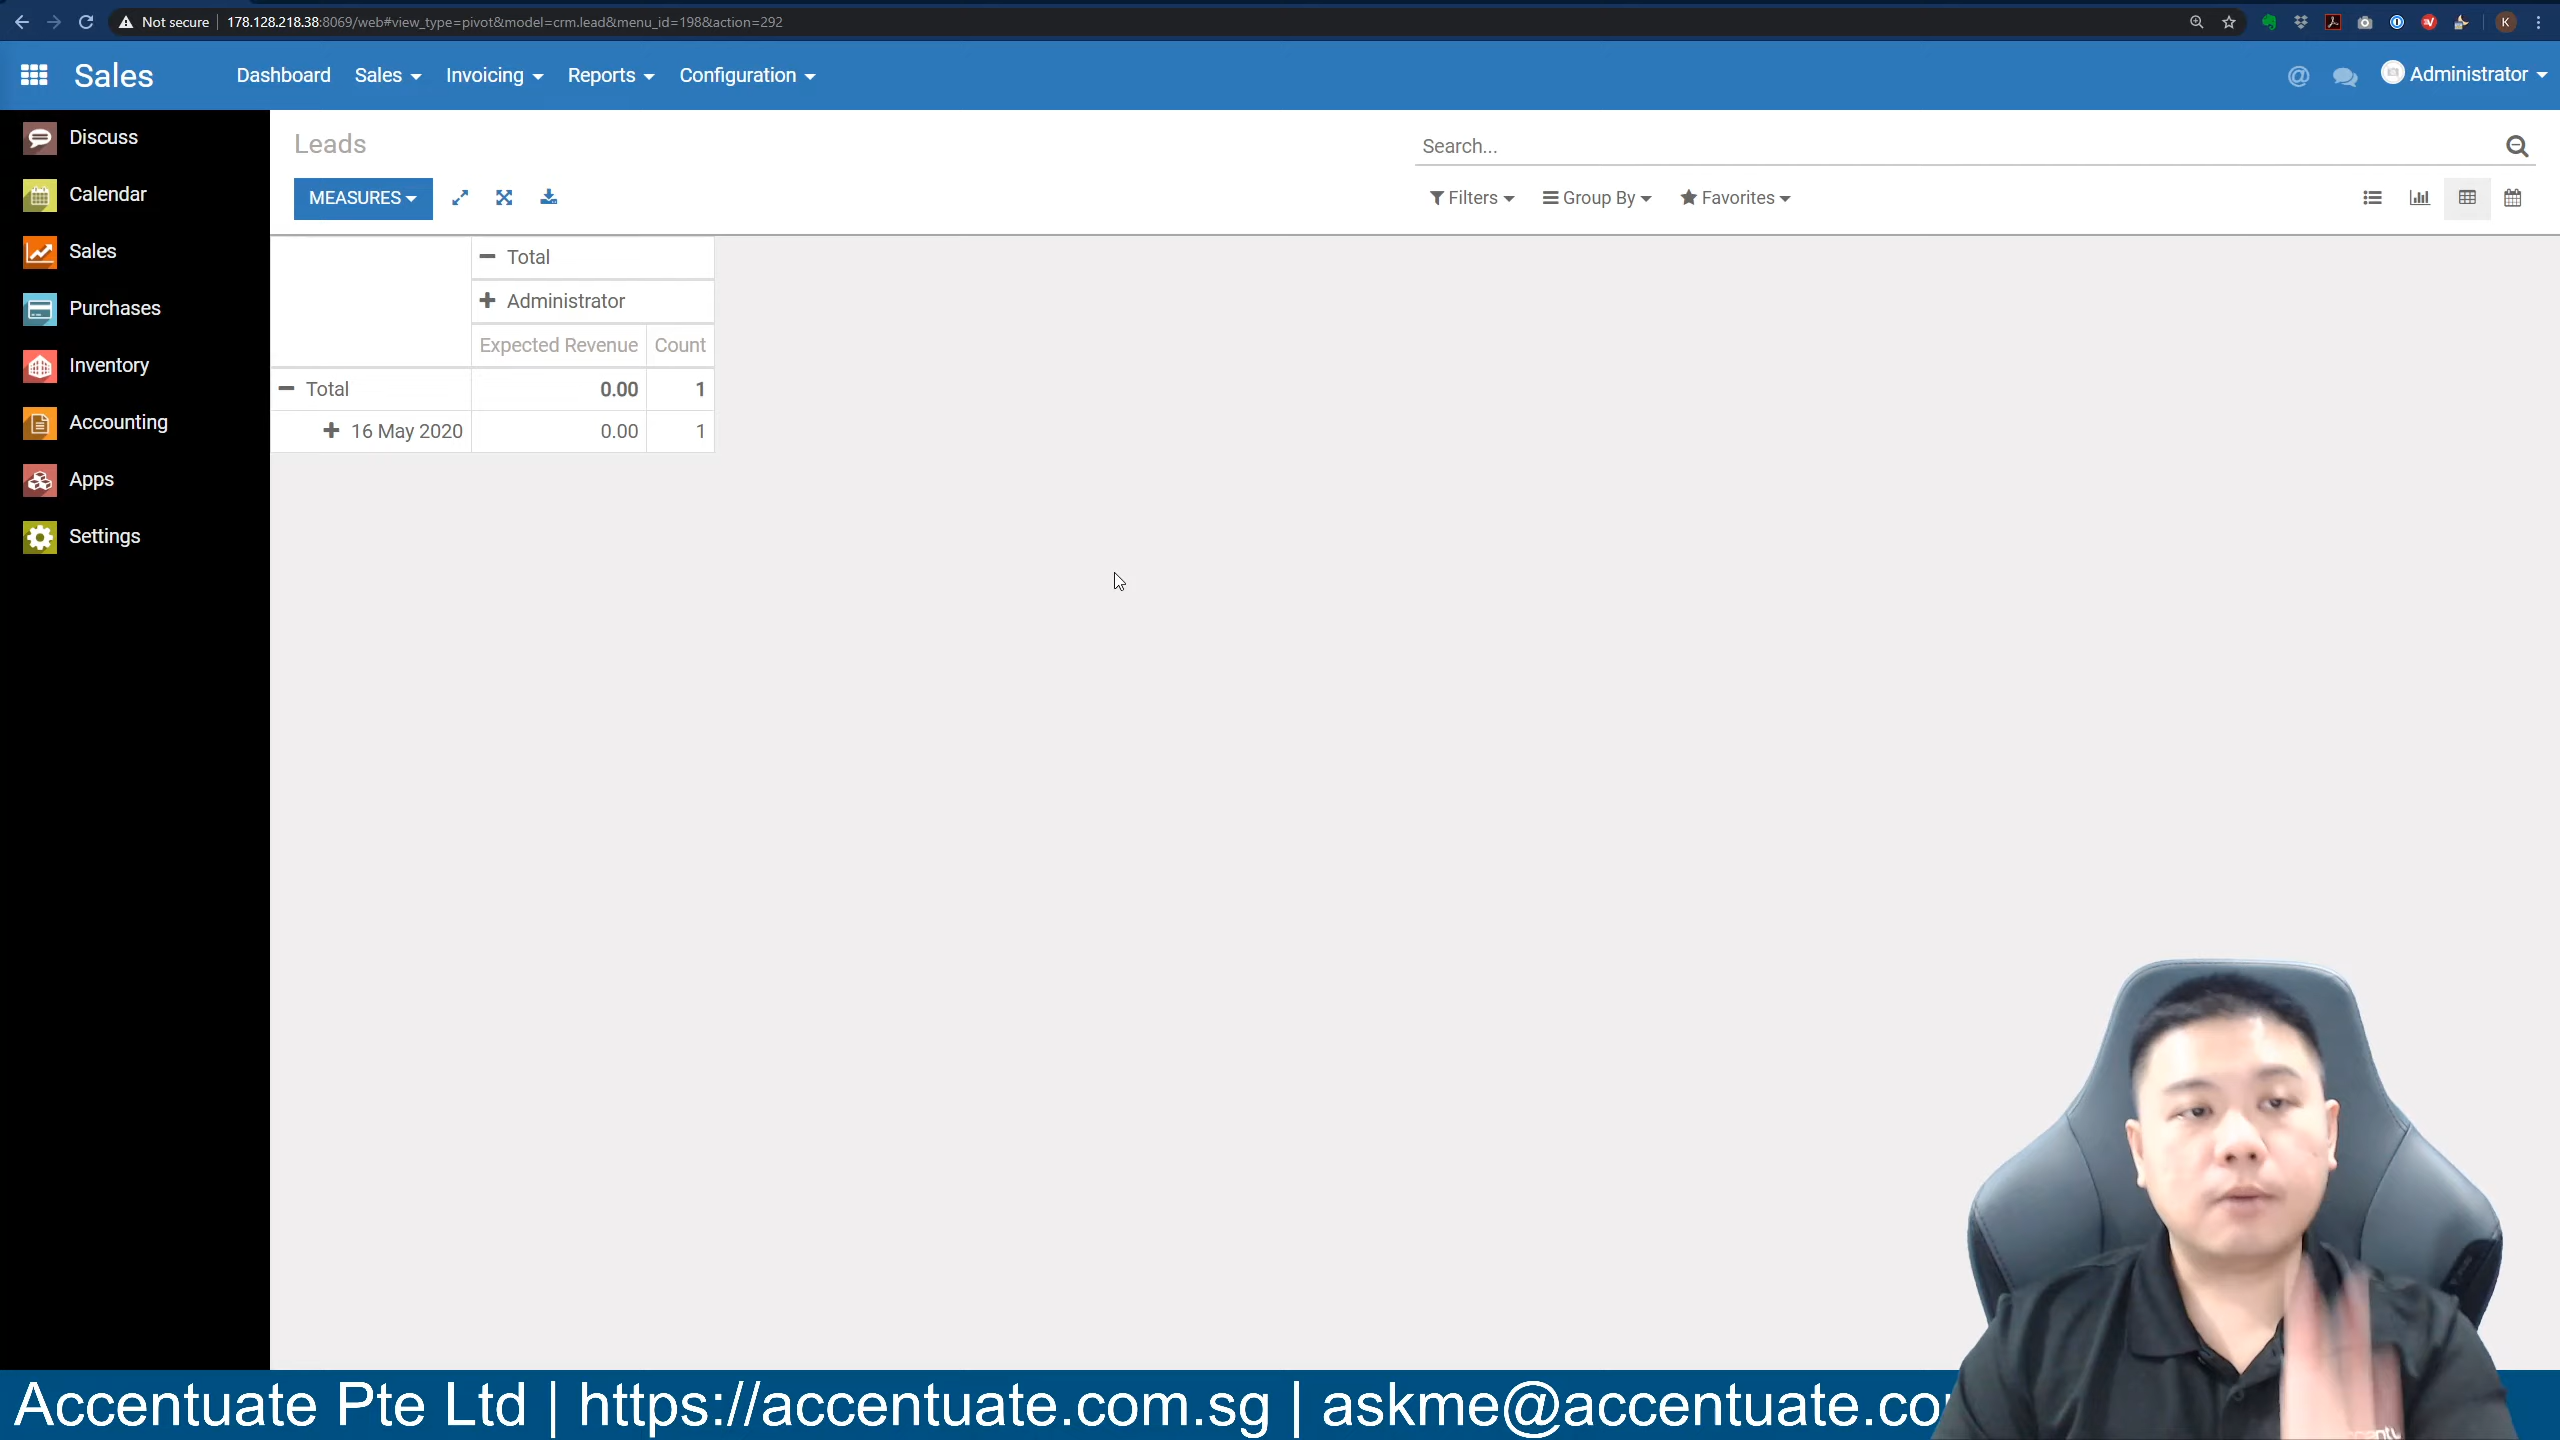 Not secure | 178.128.218.38:8069/web#view_type=pivot&model=crm.lead&menu_id=198&action=292
K
Sales Dashboard Sales Invoicing Reports Configuration Administrator
Discuss
Calendar
Sales
Purchases
Inventory
Accounting
Apps
Settings
Leads
Search...
MEASURES
Filters Group By Favorites
Total
Administrator
Expected Revenue Count
Total 0.00 1
16 May 2020 0.00 1
Accentuate Pte Ltd | https://accentuate.com.sg | askme@accentuate.co